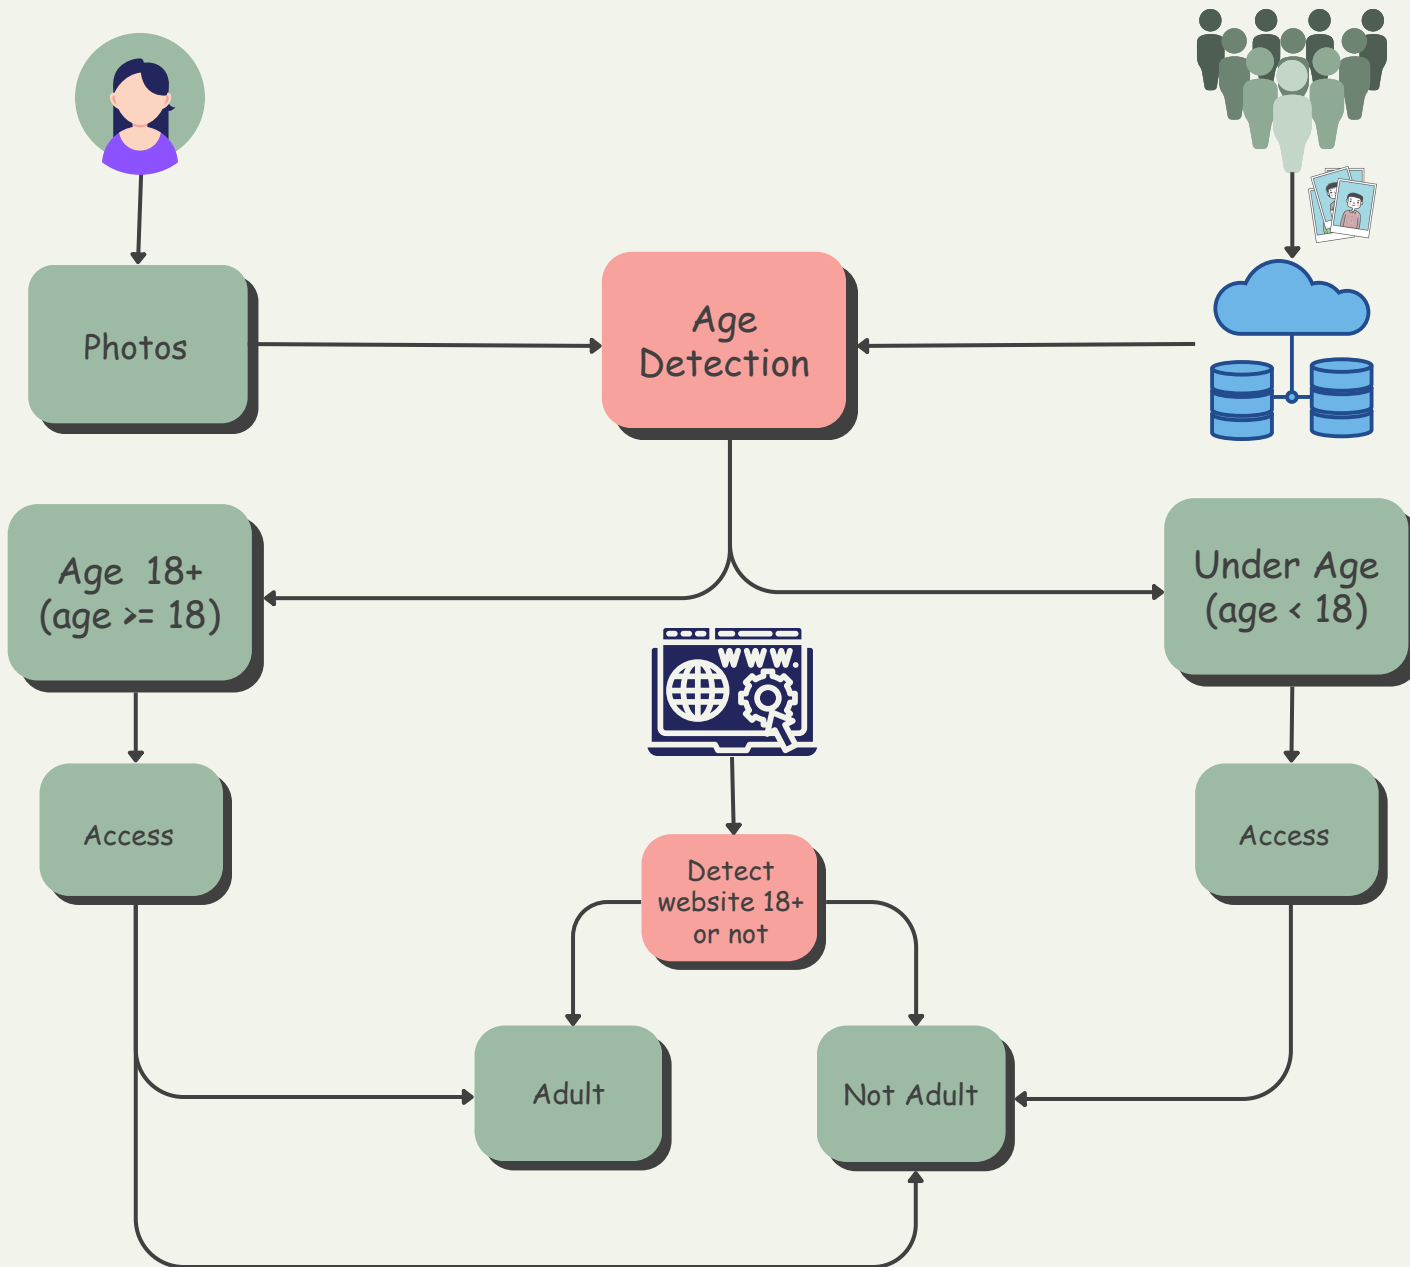 Photos
Age
Detection
Age 18+
(age >= 18)
Under Age
(age < 18)
WWW.
Access
Access
Detect
website 18+
or not
Adult
Not Adult